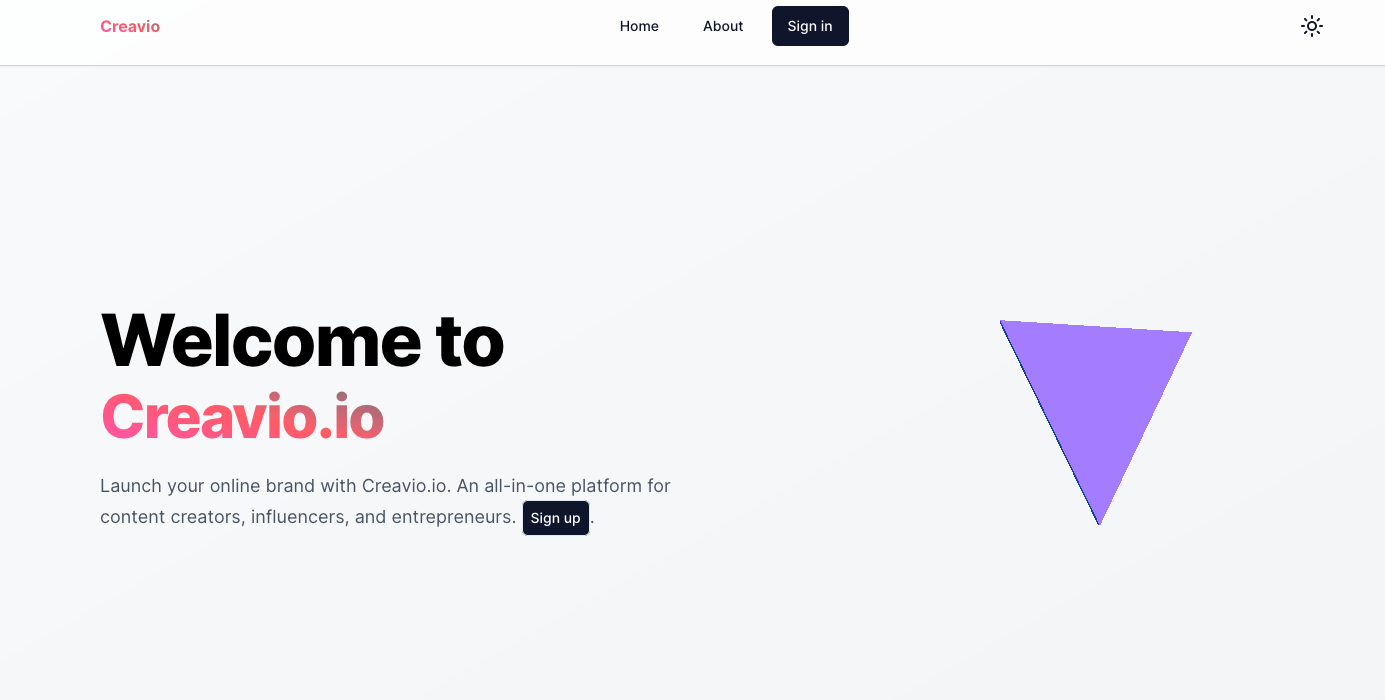 Creavio
Home
About
Sign in
Welcome to
Creavio.io
Launch your online brand with Creavio.io. An all-in-one platform for
content creators, influencers, and entrepreneurs. Sign up .